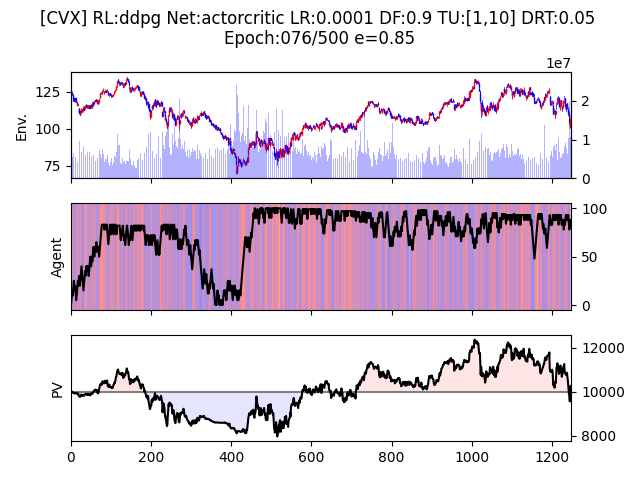 [CVX] RL:ddpg Net:actorcritic LR:0.0001 DF:0.9 TU:[1,10] DRT:0.05
Epoch:076/500 e=0.85
1e7
Env.
125
100
75
2
1
0
Agent
100
50
0
PV
12000
10000
8000
0 200 400 600 800 1000 1200